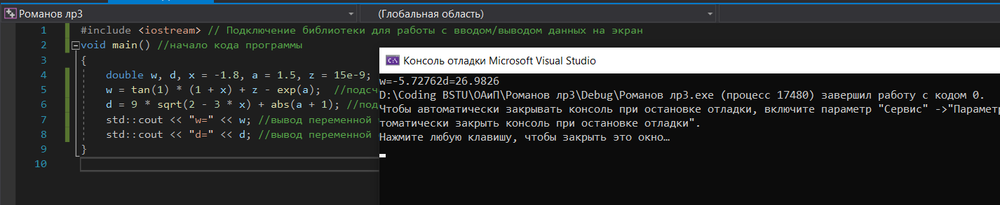 Романов лр3
(Глобальная область)
1 #include <iostream> // Подключение библиотеки для работы с вводом/выводом данных на экран
2 void main() //начало кода программы
3 {
4 double w, d, x = -1.8, a = 1.5, z = 15e-9;
5 w = tan(1) * (1 + x) + z - exp(a); //подсч
6 d = 9 * sqrt(2 - 3 * x) + abs(a + 1); //под
7 std::cout << "w=" << w; //вывод переменной
8 std::cout << "d=" << d; //вывод переменной
9 }
10
Консоль отладки Microsoft Visual Studio
w=-5.72762d=26.9826
D:\Coding BSTU\ОАиП\Романов лр3\Debug\Романов лр3.exe (процесс 17480) завершил работу с кодом 0.
Чтобы автоматически закрывать консоль при остановке отладки, включите параметр "Сервис" ->"Парамет
томатически закрыть консоль при остановке отладки".
Нажмите любую клавишу, чтобы закрыть это окно…